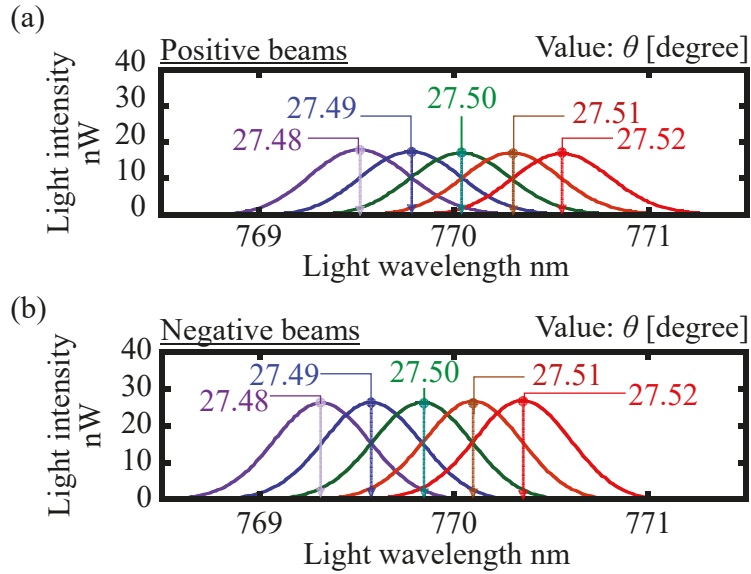 (a)
Positive beams Value: θ [degree]
Light intensity
nW
40
30
20
10
0
27.48
27.49
27.50
27.51
27.52
769 770 771
Light wavelength nm
(b)
Negative beams Value: θ [degree]
Light intensity
nW
40
30
20
10
0
27.48
27.49
27.50
27.51
27.52
769 770 771
Light wavelength nm